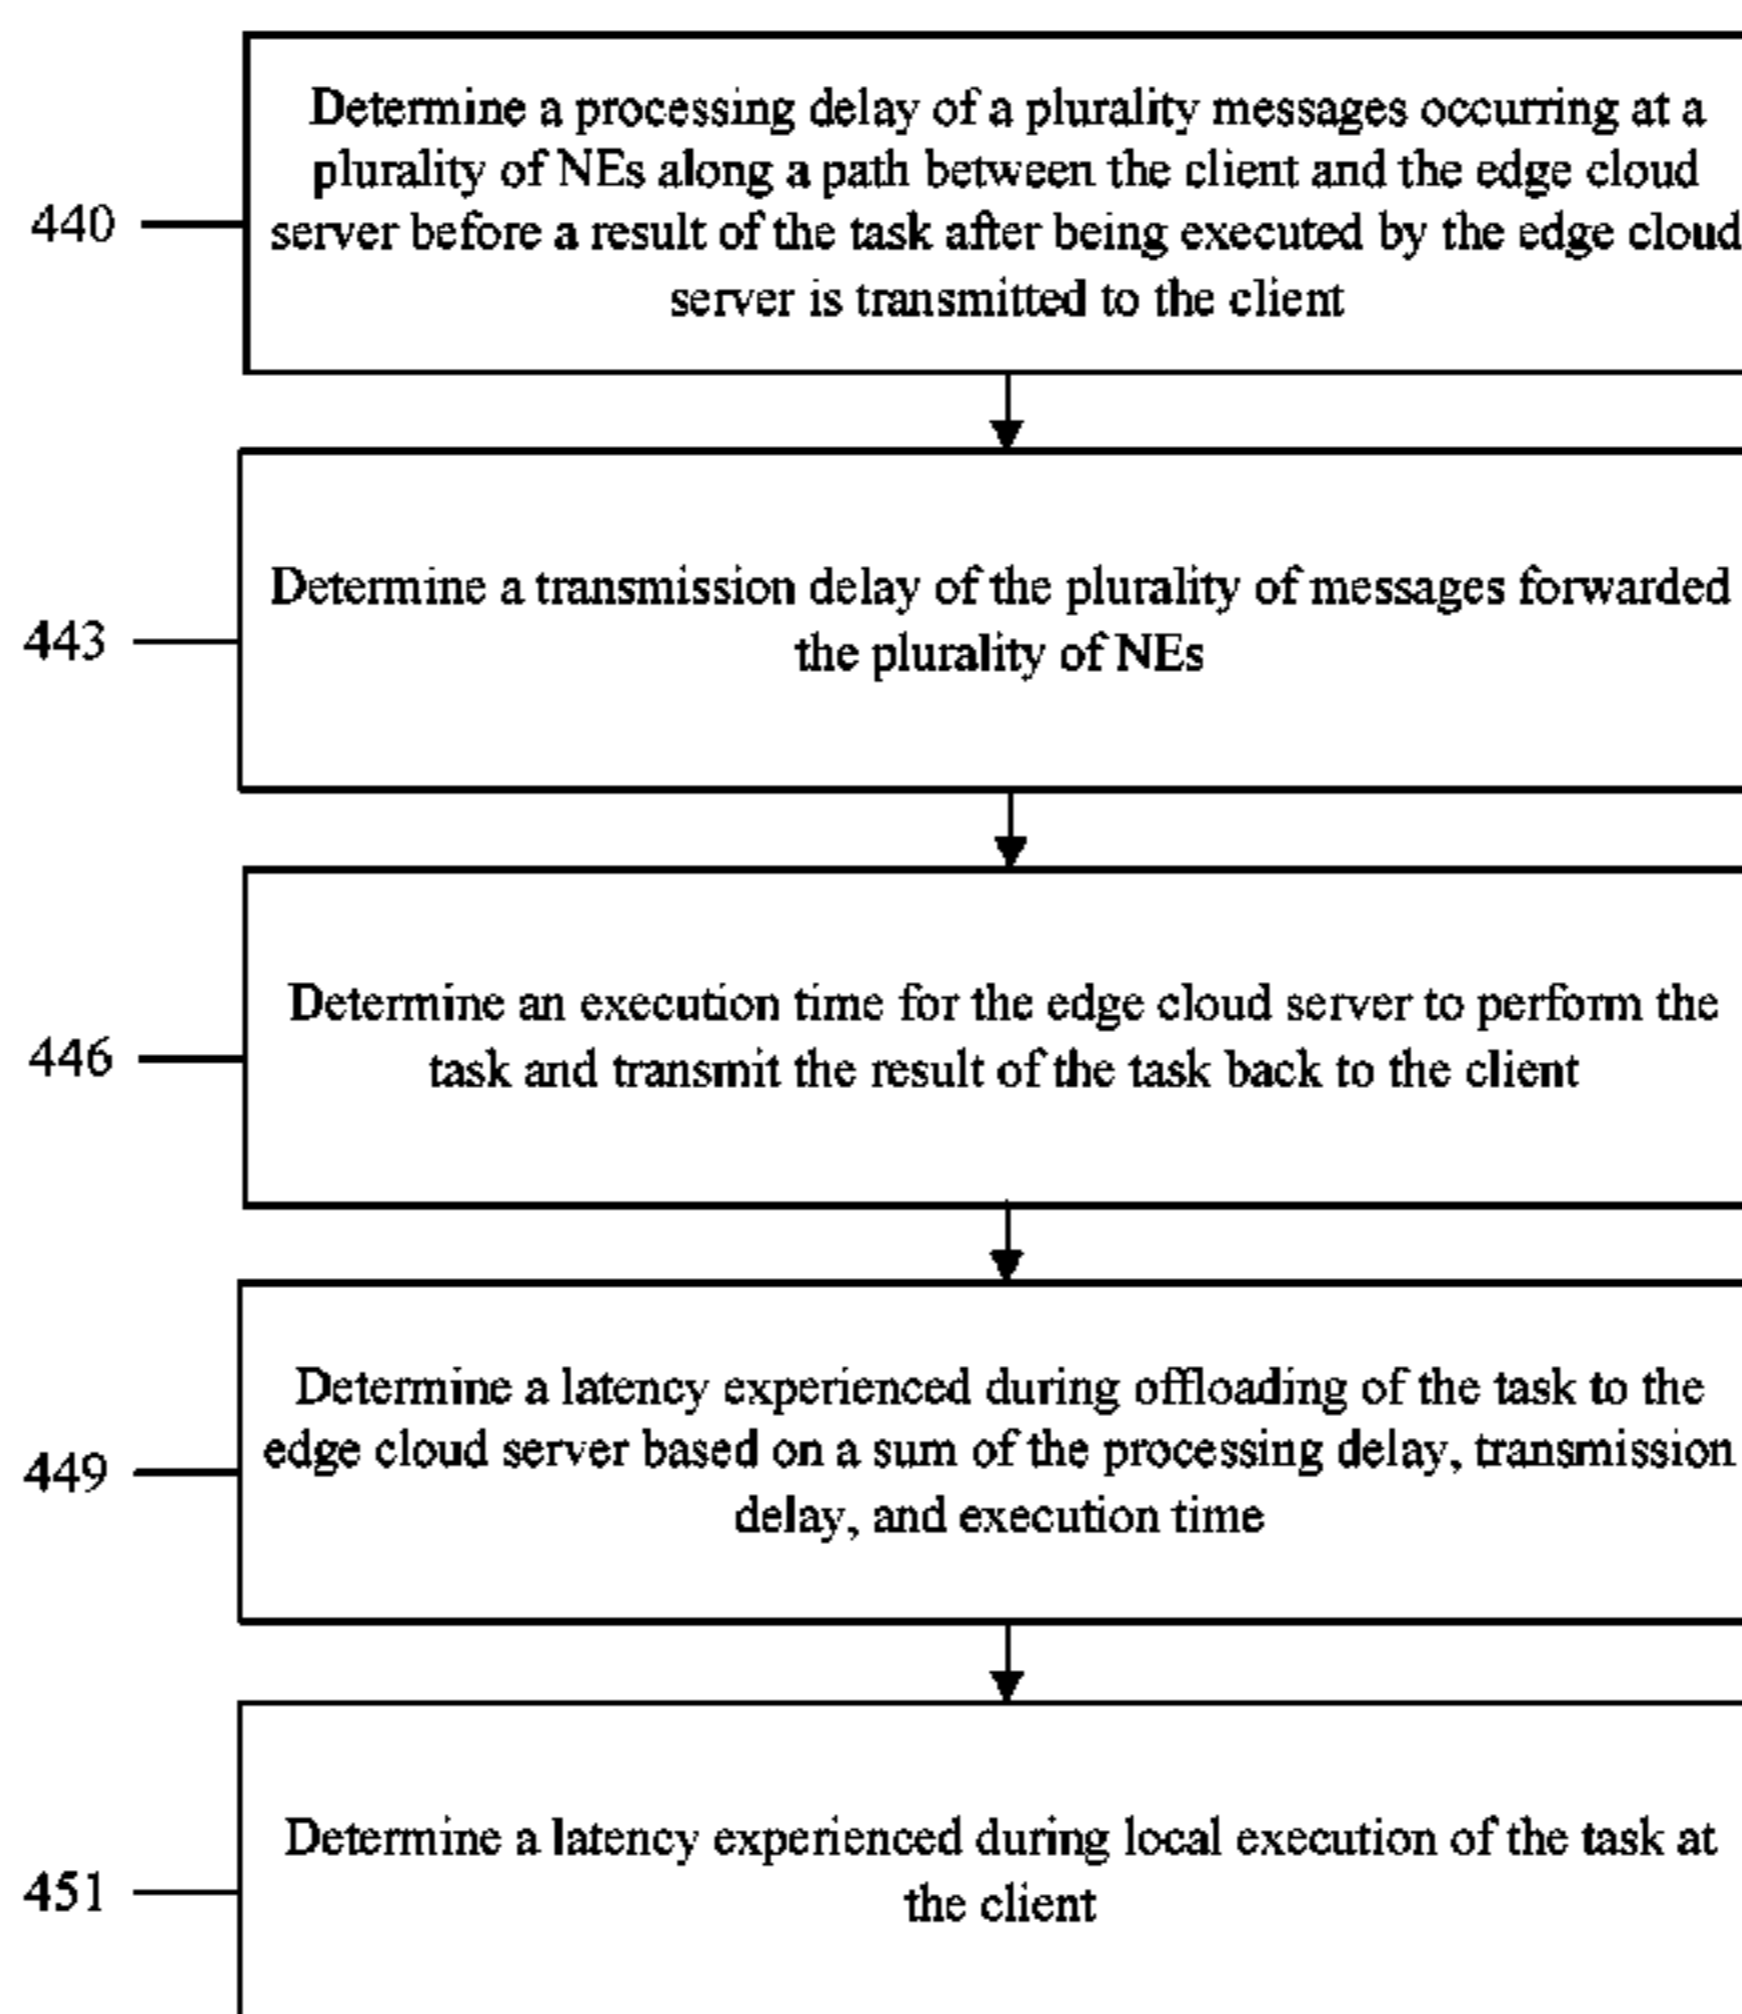 Determine a processing delay of a plurality messages occurring at a
plurality of NEs along a path between the client and the edge cloud
440
server before a result of the task after being executed by the edge cloud
server is transmitted to the client
Determine a transmission delay of the plurality of messages forwarded
443
the plurality of NEs
Determine an execution time for the edge cloud server to perform the
446
task and transmit the result of the task back to the client
Determine a latency experienced during offloading of the task to the
edge cloud server based on a sum of the processing delay, transmission
449
delay, and execution time
Determine a latency experienced during local execution of the task at
451
the client